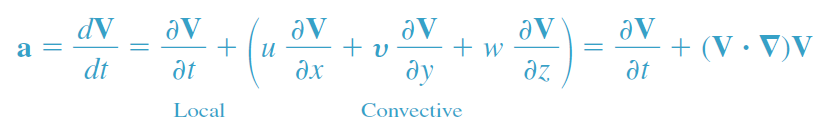 a = dV/dt = ∂V/∂t + (u ∂V/∂x + υ ∂V/∂y + w ∂V/∂z) = ∂V/∂t + (V · ∇)V
Local Convective